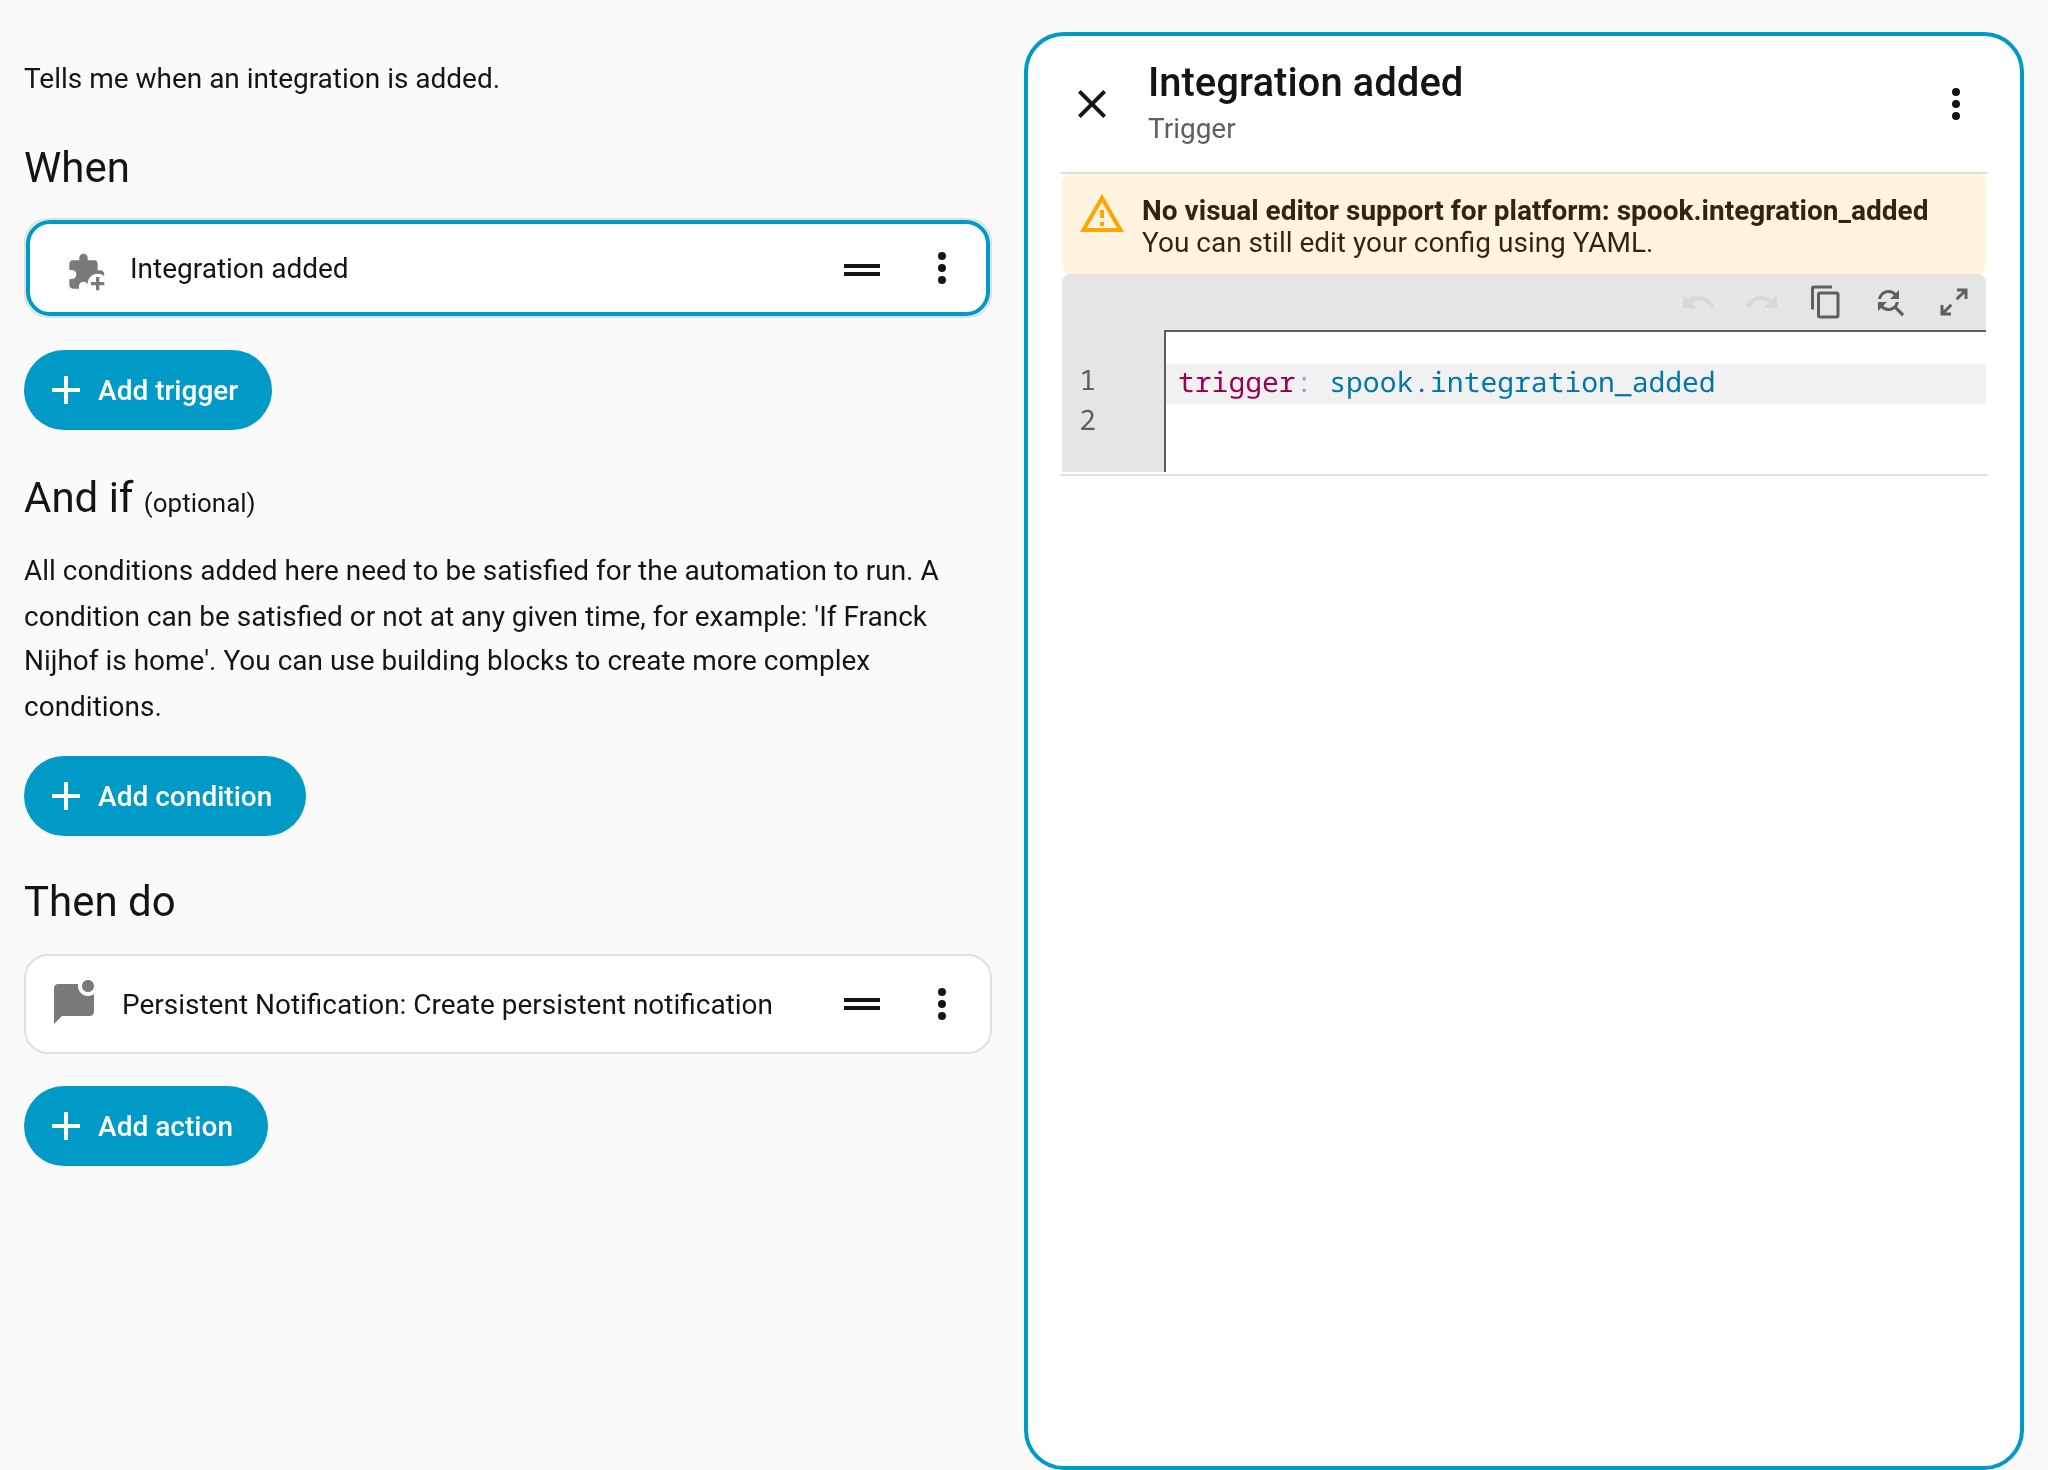 Tells me when an integration is added.
When
Integration added
Add trigger
And if (optional)
All conditions added here need to be satisfied for the automation to run. A
condition can be satisfied or not at any given time, for example: 'If Franck
Nijhof is home'. You can use building blocks to create more complex
conditions.
Add condition
Then do
Persistent Notification: Create persistent notification
Add action
Integration added
Trigger
No visual editor support for platform: spook.integration_added
You can still edit your config using YAML.
1 trigger: spook.integration_added
2